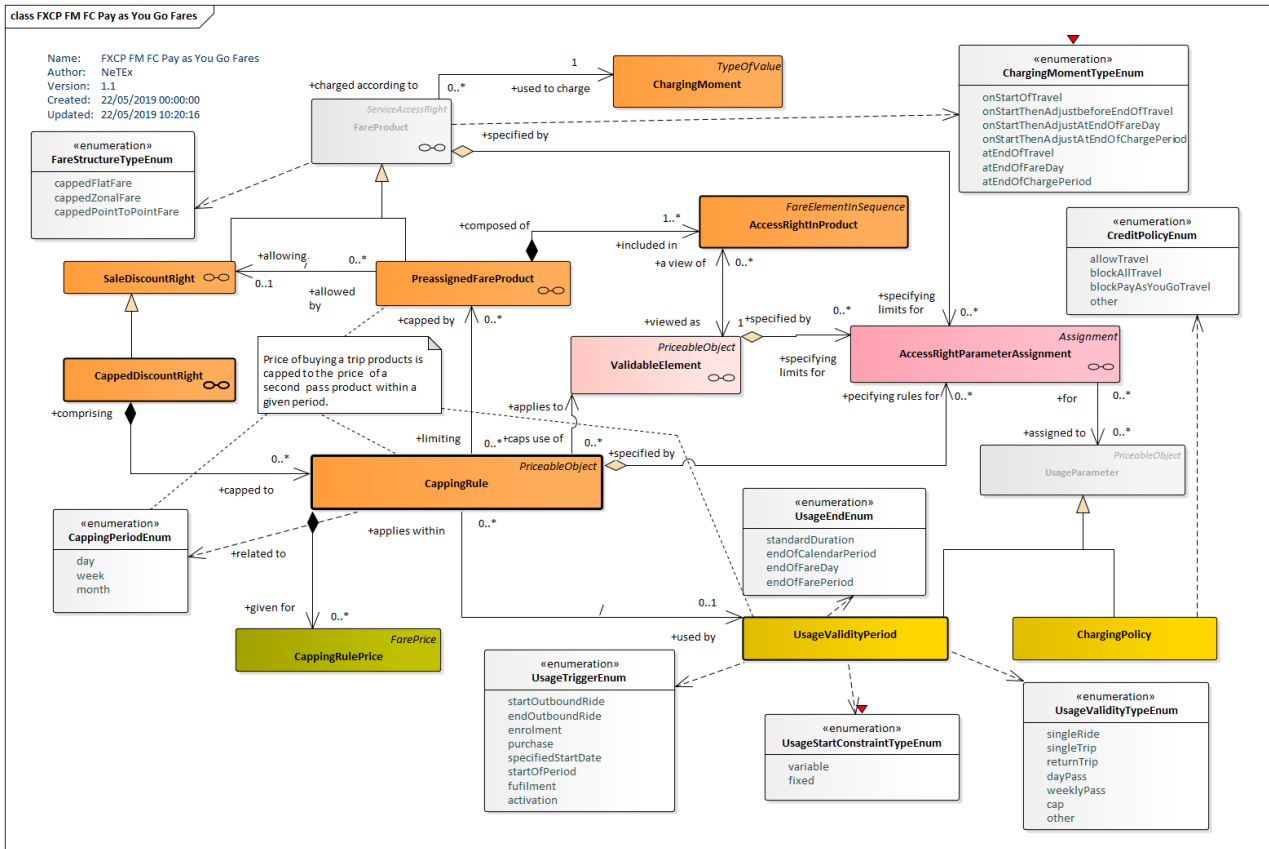 class FXCP FM FC Pay as You Go Fares
Name: FXCP FM FC Pay as You Go Fares
Author: NeTEx
Version: 1.1
Created: 22/05/2019 00:00:00
Updated: 22/05/2019 10:20:16
TypeOfValue
ChargingMoment
1
+used to charge
0..*
+charged according to
ServiceAccessRight
FareProduct
+specified by
«enumeration»
ChargingMomentTypeEnum
onStartOfTravel
onStartThenAdjustbeforeEndOfTravel
onStartThenAdjustAtEndOfFareDay
onStartThenAdjustAtEndOfChargePeriod
atEndOfTravel
atEndOfFareDay
atEndOfChargePeriod
«enumeration»
FareStructureTypeEnum
cappedFlatFare
cappedZonalFare
cappedPointToPointFare
FareElementInSequence
AccessRightInProduct
+composed of
1..*
+included in
+a view of
0..*
«enumeration»
CreditPolicyEnum
allowTravel
blockAllTravel
blockPayAsYouGoTravel
other
SaleDiscountRight
+allowing
0..*
0..1
/
+allowed
by
PreassignedFareProduct
+capped by
0..*
+viewed as
1
+specified by
0..*
+specifying
limits for
0..*
PriceableObject
ValidableElement
+specifying
limits for
Assignment
AccessRightParameterAssignment
Price of buying a trip products is
capped to the price of a
second pass product within a
given period.
CappedDiscountRight
+comprising
+applies to
+pecifying rules for
0..*
+for
0..*
+assigned to
0..*
+limiting
0..*
+caps use of
0..*
+specified by
PriceableObject
UsageParameter
0..*
+capped to
PriceableObject
CappingRule
«enumeration»
CappingPeriodEnum
day
week
month
+related to
+applies within
0..*
«enumeration»
UsageEndEnum
standardDuration
endOfCalendarPeriod
endOfFareDay
endOfFarePeriod
+given for
0..*
/
0..1
+used by
FarePrice
CappingRulePrice
UsageValidityPeriod
ChargingPolicy
«enumeration»
UsageTriggerEnum
startOutboundRide
endOutboundRide
enrolment
purchase
specifiedStartDate
startOfPeriod
fufilment
activation
«enumeration»
UsageStartConstraintTypeEnum
variable
fixed
«enumeration»
UsageValidityTypeEnum
singleRide
singleTrip
returnTrip
dayPass
weeklyPass
cap
other